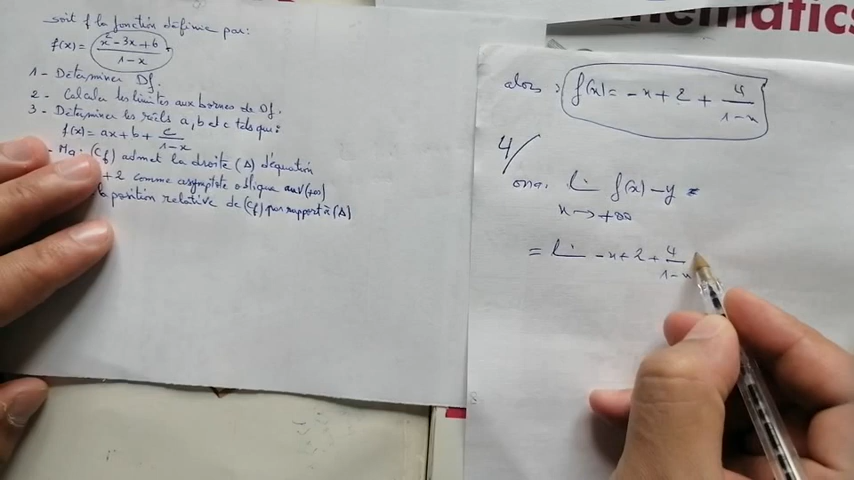 soit f la fonction définie par:
f(x) = x² - 3x + 6 / 1 - x
1 - Déterminer Df.
2 - Calculer les limites aux bornes de Df.
3 - Déterminer les réels a, b et c tels que:
f(x) = ax + b + c / 1 - x
- Mq: (Cf) admet la droite (Δ) d'équation
+ 2 comme asymptote oblique au V(+∞)
la position relative de (Cf) par rapport à (Δ)
ematics
alors : f(x) = -x + 2 + 4 / 1 - x
4/
ona: lim f(x) - y =
x → +∞
= lim -x + 2 + 4 / 1 - x